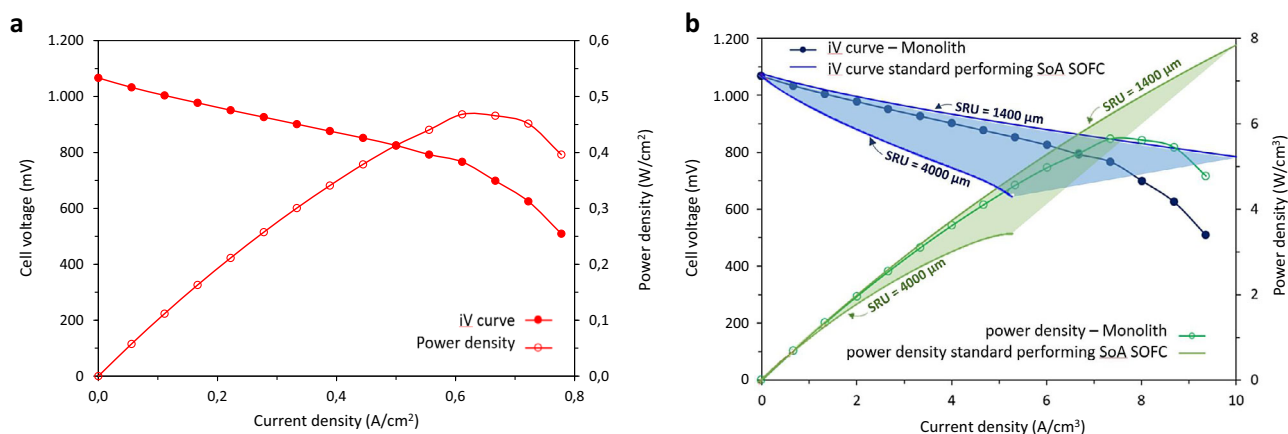 a
1.200
1.000
800
600
400
200
0
Cell voltage (mV)
0,6
0,5
0,4
0,3
0,2
0,1
0,0
Power density (W/cm²)
iV curve
Power density
0,0
0,2
0,4
0,6
0,8
Current density (A/cm²)
b
1.200
1.000
800
600
400
200
0
Cell voltage (mV)
8
6
4
2
0
Power density (W/cm³)
iV curve – Monolith
iV curve standard performing SoA SOFC
SRU = 1400 µm
SRU = 1400 µm
SRU = 4000 µm
SRU = 4000 µm
power density – Monolith
power density standard performing SoA SOFC
0
2
4
6
8
10
Current density (A/cm³)